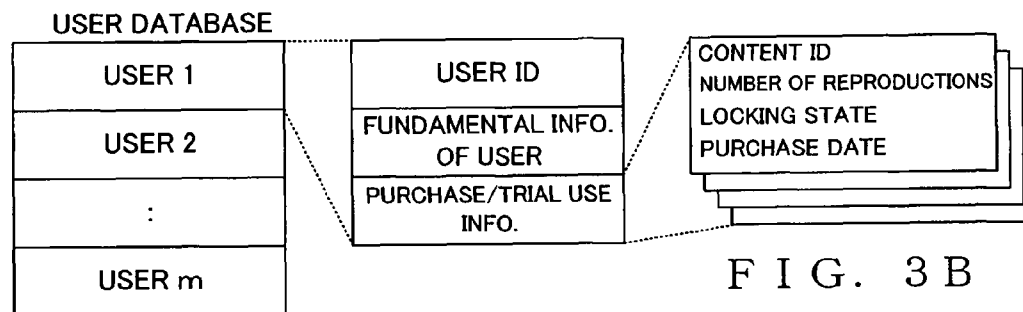 USER DATABASE
USER 1
USER 2
:
USER m
USER ID
FUNDAMENTAL INFO.
OF USER
PURCHASE/TRIAL USE
INFO.
CONTENT ID
NUMBER OF REPRODUCTIONS
LOCKING STATE
PURCHASE DATE
FIG. 3B